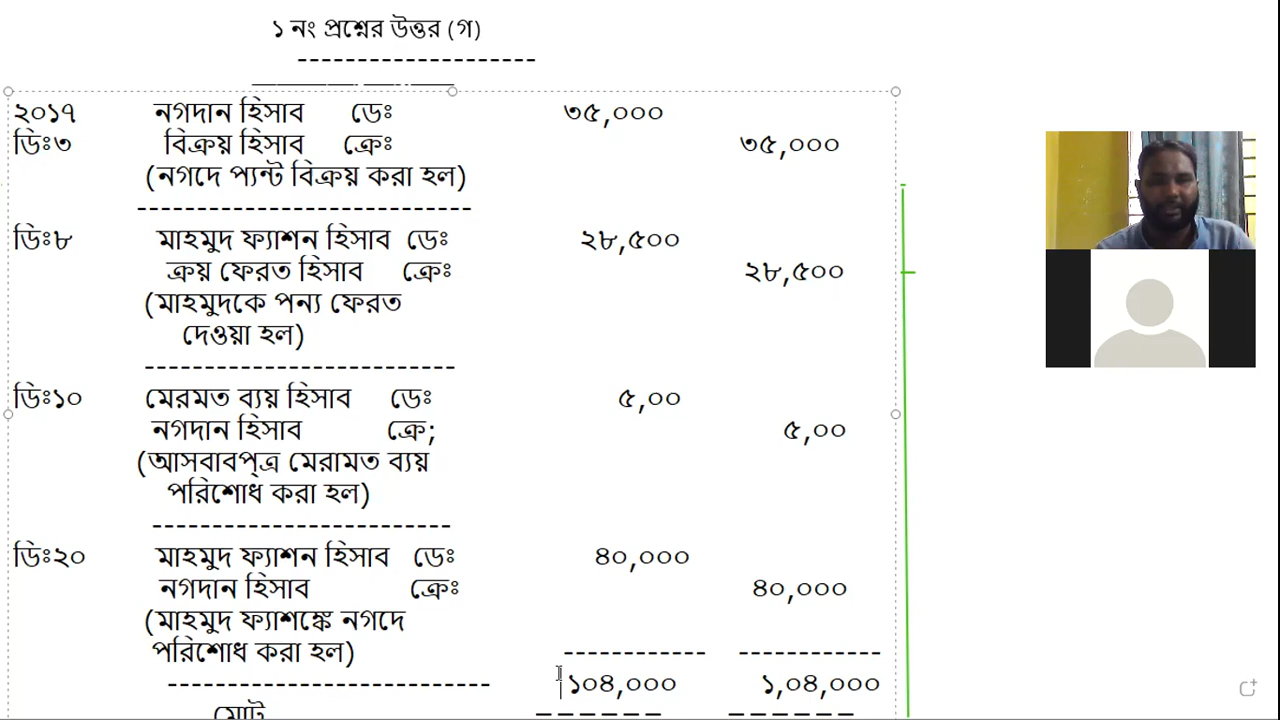 ১ নং প্রশ্নের উত্তর (গ)
--------------------
২০১৭ নগদান হিসাব ডেঃ ৩৫,০০০
ডিঃ৩ বিক্রয় হিসাব ক্রেঃ ৩৫,০০০
(নগদে প্যন্ট বিক্রয় করা হল)
----------------------------
ডিঃ৮ মাহমুদ ফ্যাশন হিসাব ডেঃ ২৮,৫০০
ক্রয় ফেরত হিসাব ক্রেঃ ২৮,৫০০
(মাহমুদকে পন্য ফেরত
দেওয়া হল)
--------------------------
ডিঃ১০ মেরমত ব্যয় হিসাব ডেঃ ৫,০০
নগদান হিসাব ক্রে; ৫,০০
(আসবাবপ্ত্র মেরামত ব্যয়
পরিশোধ করা হল)
-------------------------
ডিঃ২০ মাহমুদ ফ্যাশন হিসাব ডেঃ ৪০,০০০
নগদান হিসাব ক্রেঃ ৪০,০০০
(মাহমুদ ফ্যাশঙ্কে নগদে
পরিশোধ করা হল) ------------ ------------
--------------------------- ১০৪,০০০ ১,০৪,০০০
মোট ------ ------